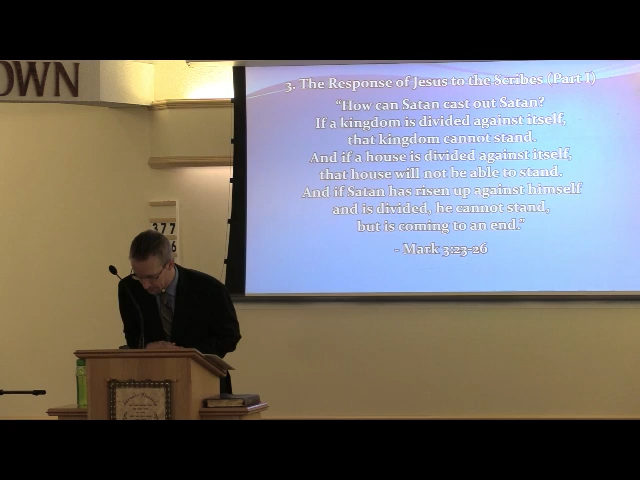 OWN
3. The Response of Jesus to the Scribes (Part I)
"How can Satan cast out Satan?
If a kingdom is divided against itself,
that kingdom cannot stand.
And if a house is divided against itself,
that house will not be able to stand.
And if Satan has risen up against himself
and is divided, he cannot stand,
but is coming to an end."
- Mark 3:23-26
377